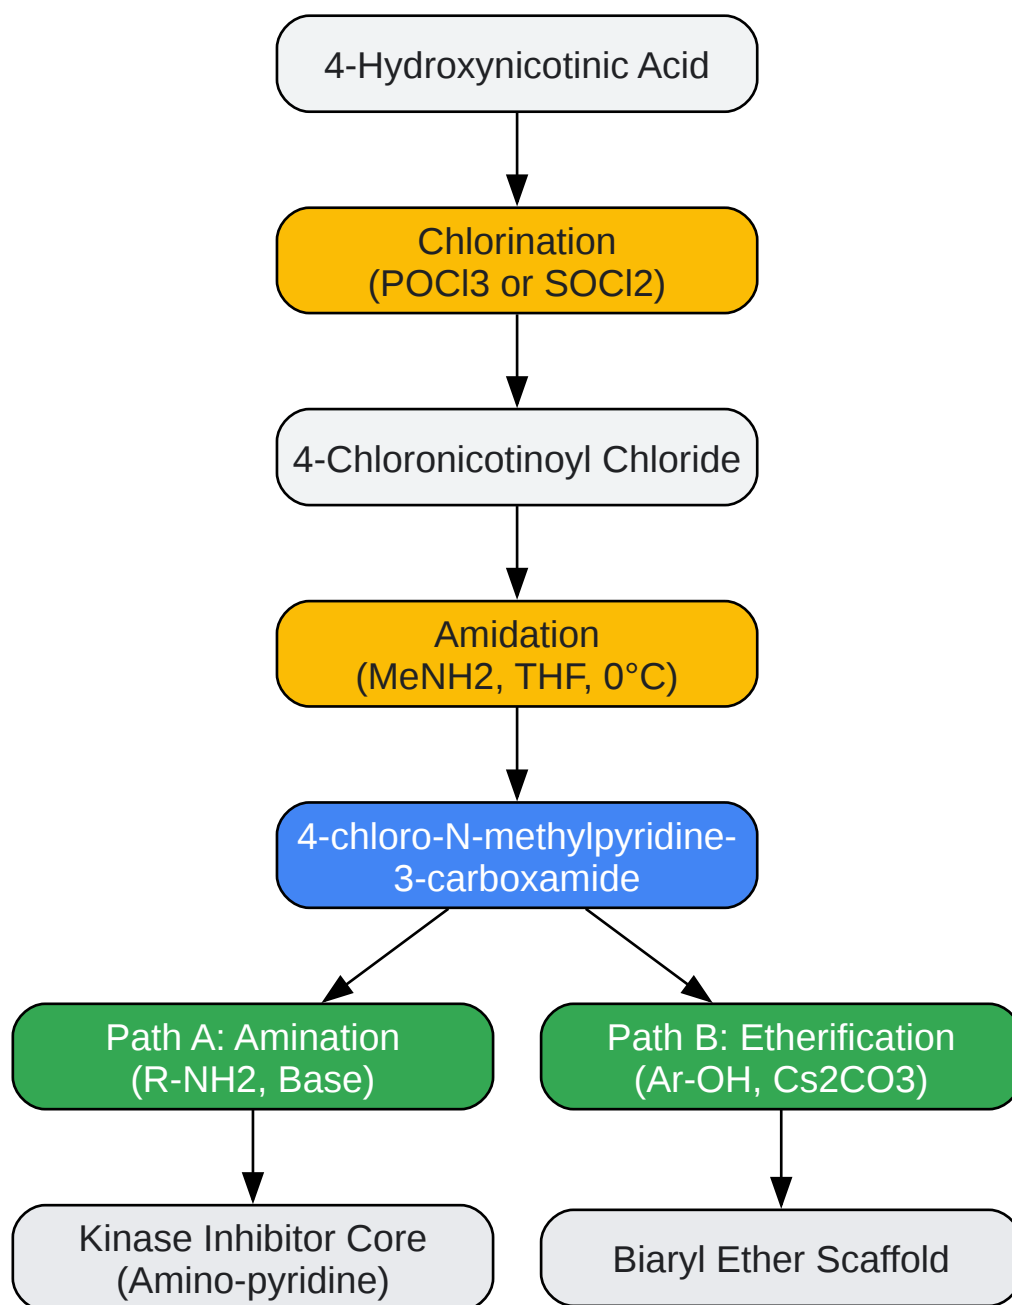 4-Hydroxynicotinic Acid
Chlorination
(POCl3 or SOCl2)
4-Chloronicotinoyl Chloride
Amidation
(MeNH2, THF, 0°C)
4-chloro-N-methylpyridine-
3-carboxamide
Path A: Amination
(R-NH2, Base)
Path B: Etherification
(Ar-OH, Cs2CO3)
Kinase Inhibitor Core
(Amino-pyridine)
Biaryl Ether Scaffold